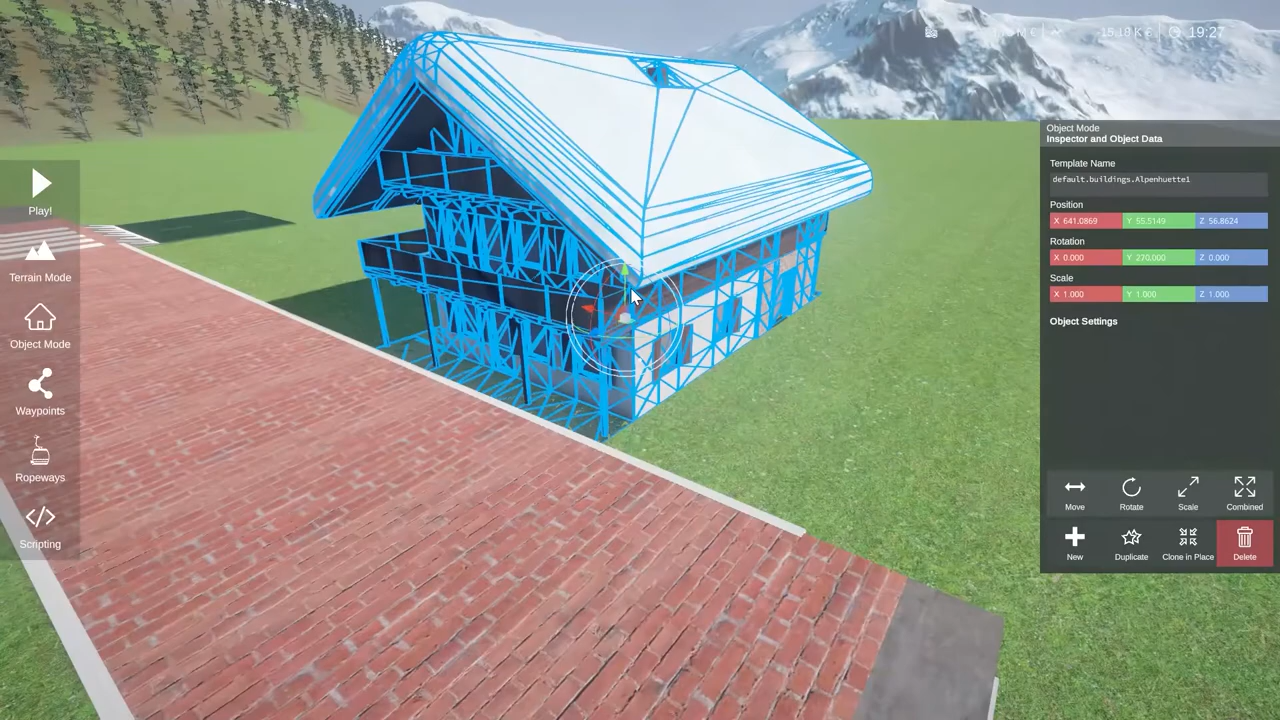 19:27
Play!
Terrain Mode
Object Mode
Waypoints
Ropeways
Scripting
Object Mode
Inspector and Object Data
Template Name
default.buildings.Alpenhuette1
Position
X 641.0869 Y 55.5149 Z 56.8624
Rotation
X 0.000 Y 270.000 Z 0.000
Scale
X 1.000 Y 1.000 Z 1.000
Object Settings
Move Rotate Scale Combined
New Duplicate Clone in Place Delete